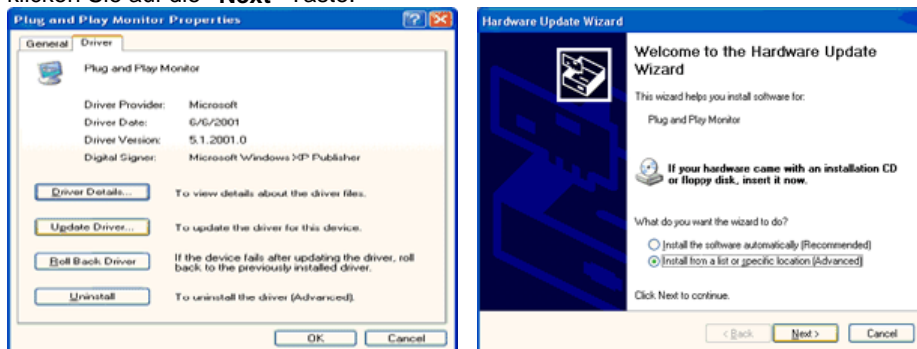 klicken Sie auf die "Next"-Taste.
Plug and Play Monitor Properties
General Driver
Plug and Play Monitor
Driver Provider: Microsoft
Driver Date: 6/6/2001
Driver Version: 5.1.2001.0
Digital Signer: Microsoft Windows XP Publisher
Driver Details... To view details about the driver files.
Update Driver... To update the driver for this device.
Roll Back Driver If the device fails after updating the driver, roll
back to the previously installed driver.
Uninstall To uninstall the driver (Advanced).
OK Cancel
Hardware Update Wizard
Welcome to the Hardware Update
Wizard
This wizard helps you install software for:
Plug and Play Monitor
If your hardware came with an installation CD
or floppy disk, insert it now.
What do you want the wizard to do?
Install the software automatically (Recommended)
Install from a list or specific location (Advanced)
Click Next to continue.
< Back Next > Cancel